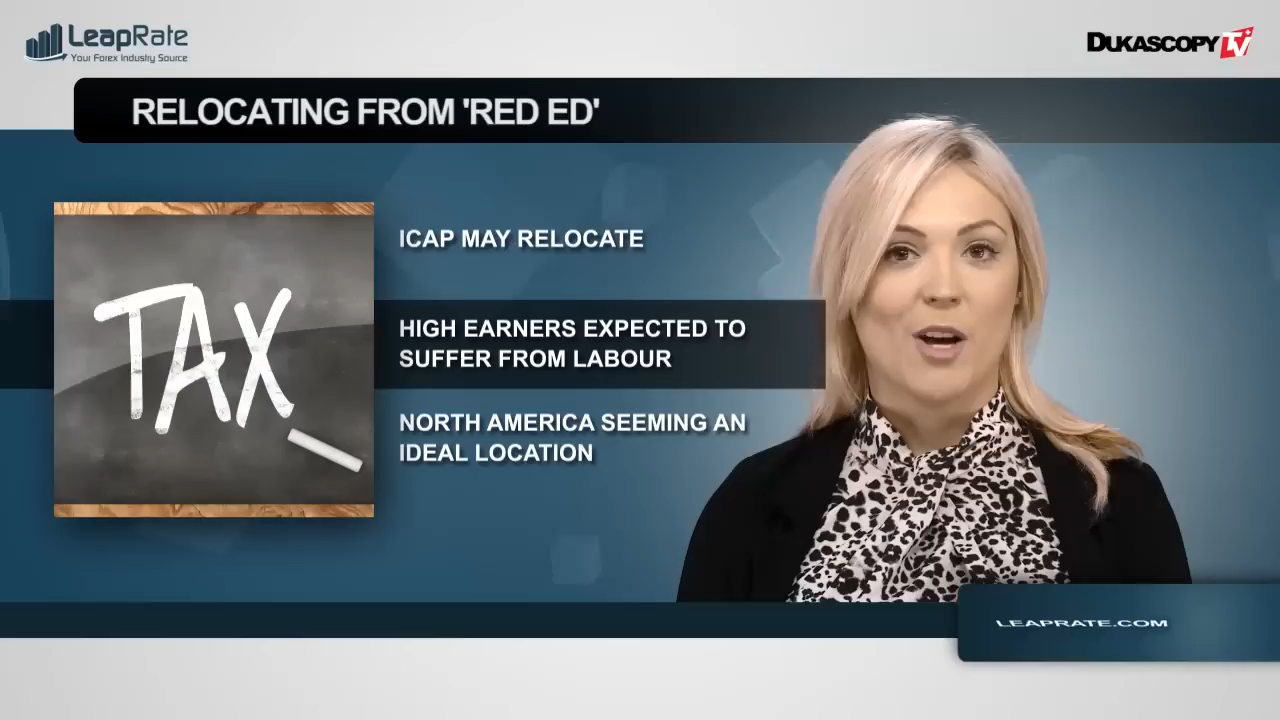 LeapRate
Your Forex Industry Source
DUKASCOPY TV
RELOCATING FROM 'RED ED'
TAX
ICAP MAY RELOCATE
HIGH EARNERS EXPECTED TO
SUFFER FROM LABOUR
NORTH AMERICA SEEMING AN
IDEAL LOCATION
LEAPRATE.COM